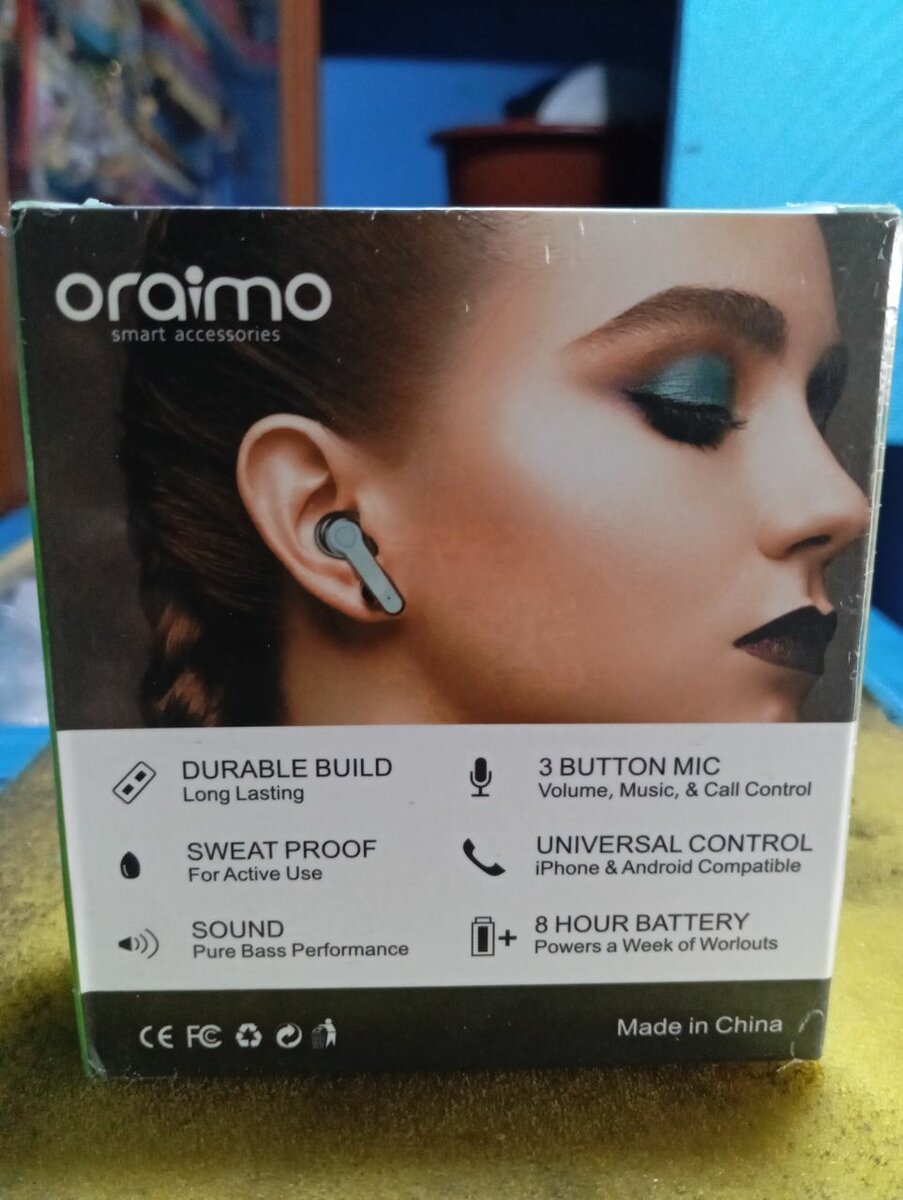 oraimo
smart accessories
DURABLE BUILD
Long Lasting
SWEAT PROOF
For Active Use
SOUND
Pure Bass Performance
3 BUTTON MIC
Volume, Music, & Call Control
UNIVERSAL CONTROL
iPhone & Android Compatible
8 HOUR BATTERY
Powers a Week of Worlouts
CE FC
Made in China